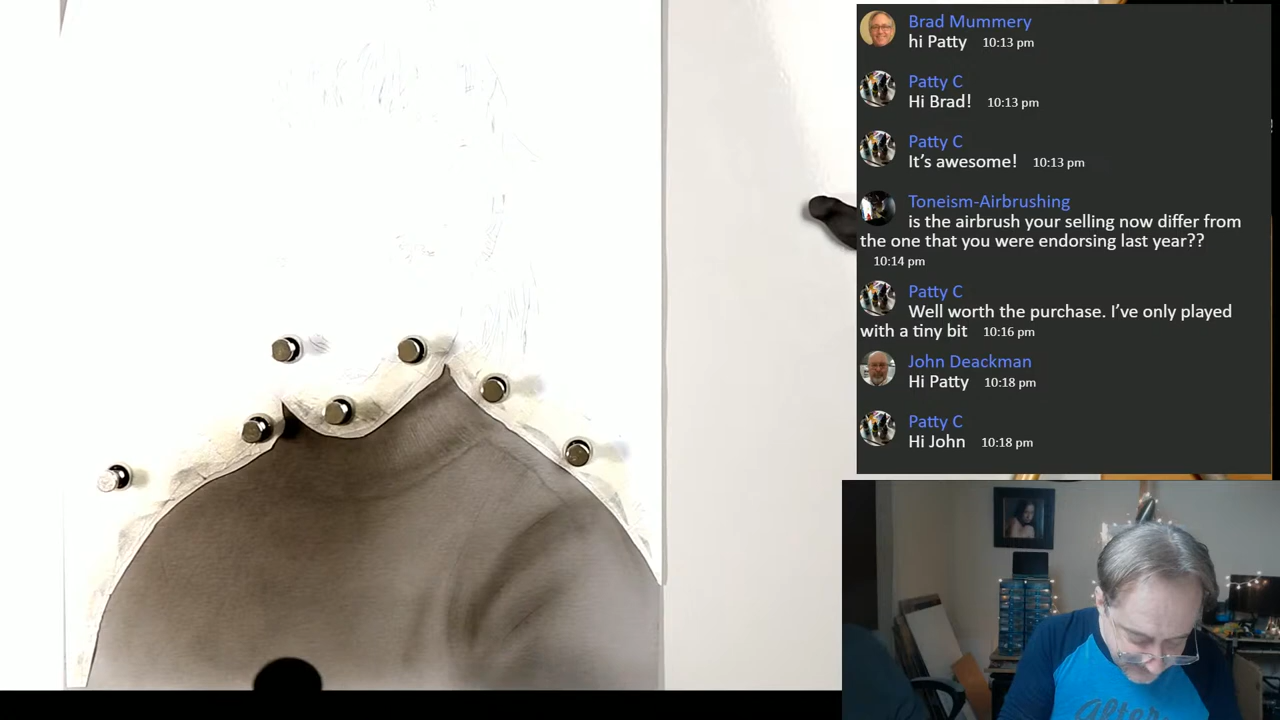 Brad Mummery
hi Patty 10:13 pm
Patty C
Hi Brad! 10:13 pm
Patty C
It's awesome! 10:13 pm
Toneism-Airbrushing
is the airbrush your selling now differ from
the one that you were endorsing last year??
10:14 pm
Patty C
Well worth the purchase. I've only played
with a tiny bit 10:16 pm
John Deackman
Hi Patty 10:18 pm
Patty C
Hi John 10:18 pm